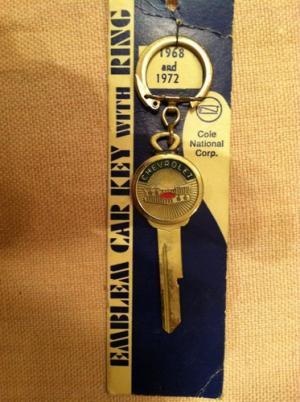 EMBLEM CAR KEY WITH RING
1968
and
1972
Cole
National
Corp.
CHEVROLET